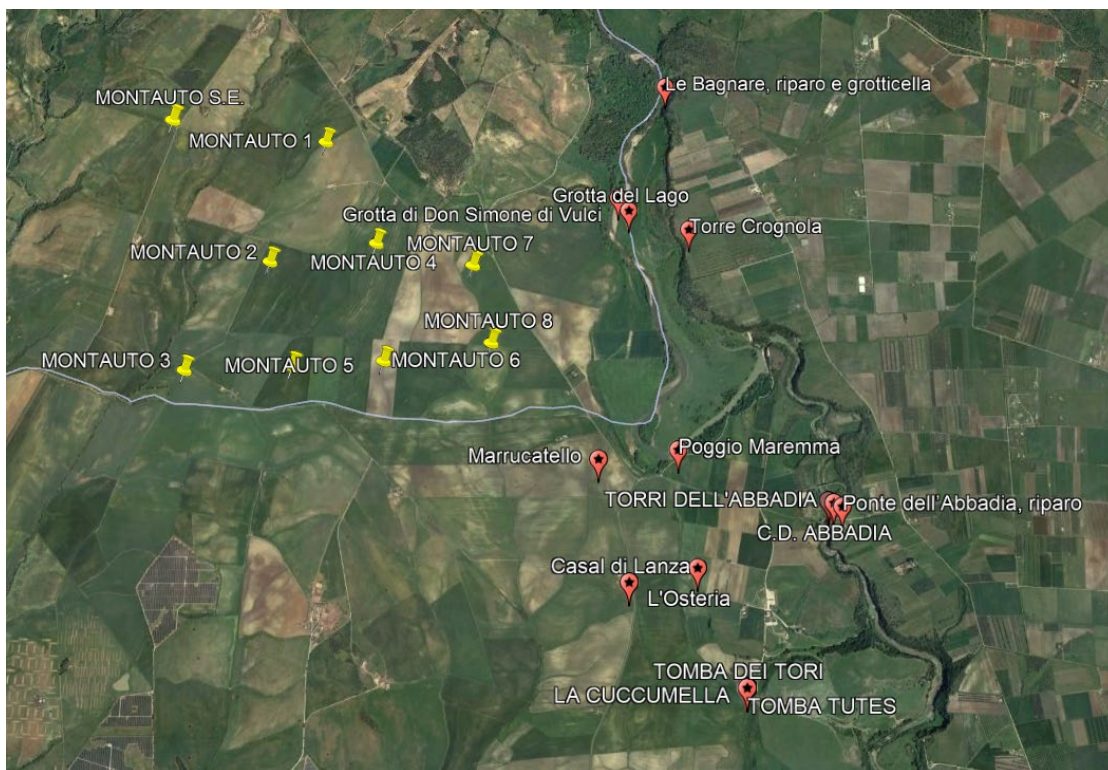 Le Bagnare, riparo e grotticella
MONTAUTO S.E.
MONTAUTO 1
Grotta del Lago
Grotta di Don Simone di Vulci
Torre Crognola
MONTAUTO 7
MONTAUTO 2
MONTAUTO 4
MONTAUTO 8
MONTAUTO 3
MONTAUTO 5
MONTAUTO 6
Marrucatello
Poggio Maremma
TORRI DELL'ABBADIA
Ponte dell'Abbadia, riparo
C.D. ABBADIA
Casal di Lanza
L'Osteria
TOMBA DEI TORI
LA CUCCUMELLA
TOMBA TUTES